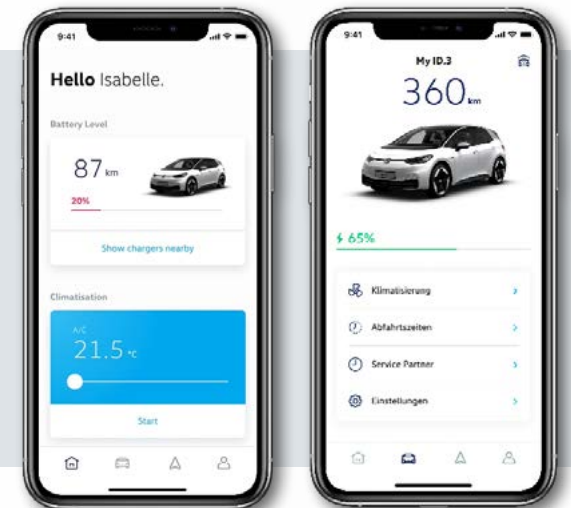 9:41
Hello Isabelle.
Battery Level
87 km
20%
Show chargers nearby
Climatisation
A/C
21.5 °C
Start
9:41
My ID.3
360 km
65%
Klimatisierung
Abfahrtszeiten
Service Partner
Einstellungen